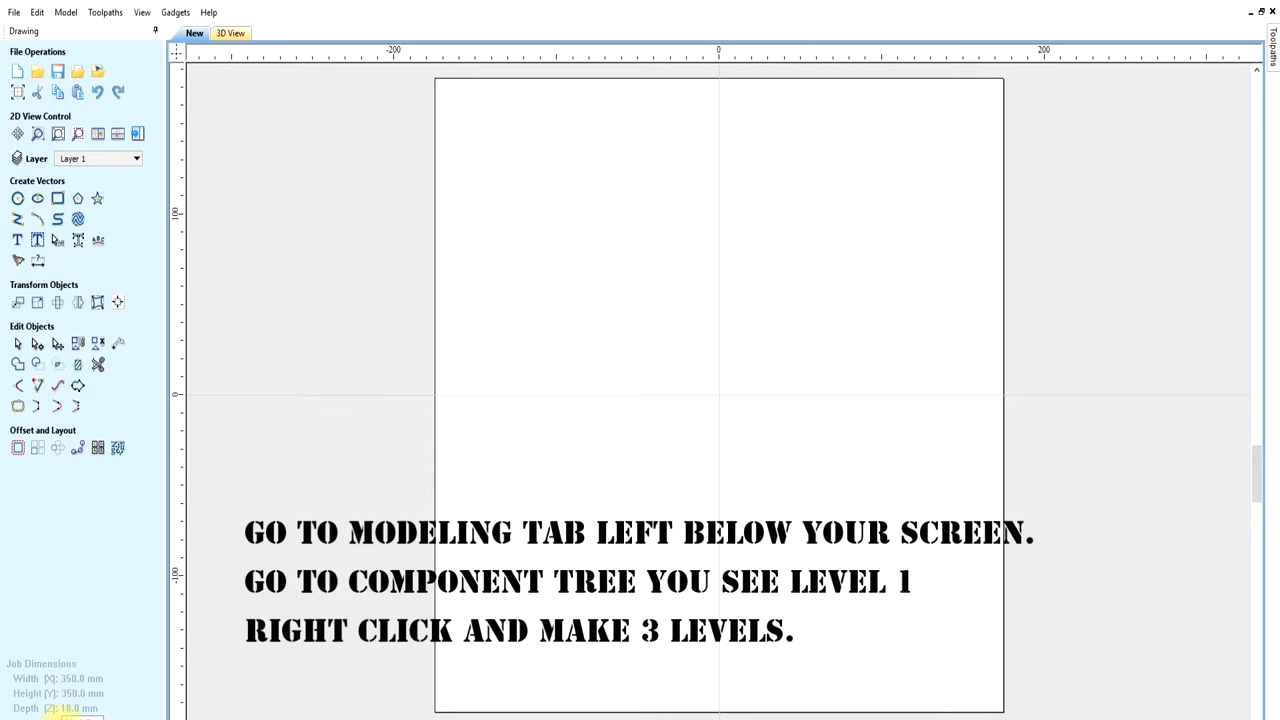 File Edit Model Toolpaths View Gadgets Help
Drawing
New 3D View
Toolpaths
-200 0 200
File Operations
2D View Control
Layer Layer 1
Create Vectors
Transform Objects
Edit Objects
Offset and Layout
100
0
-100
GO TO MODELING TAB LEFT BELOW YOUR SCREEN.
GO TO COMPONENT TREE YOU SEE LEVEL 1
RIGHT CLICK AND MAKE 3 LEVELS.
Job Dimensions
Width (X): 350.0 mm
Height (Y): 350.0 mm
Depth (Z): 18.0 mm